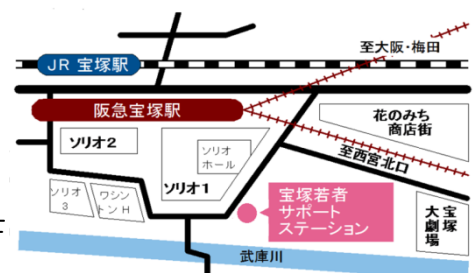 至大阪・梅田
JR 宝塚駅
阪急宝塚駅
花のみち
商店街
ソリオ2
ソリオ
ホール
至西宮北口
ソリオ1
ソリオ
3
ワシン
トンH
宝塚若者
サポート
ステーション
宝塚
大劇場
武庫川